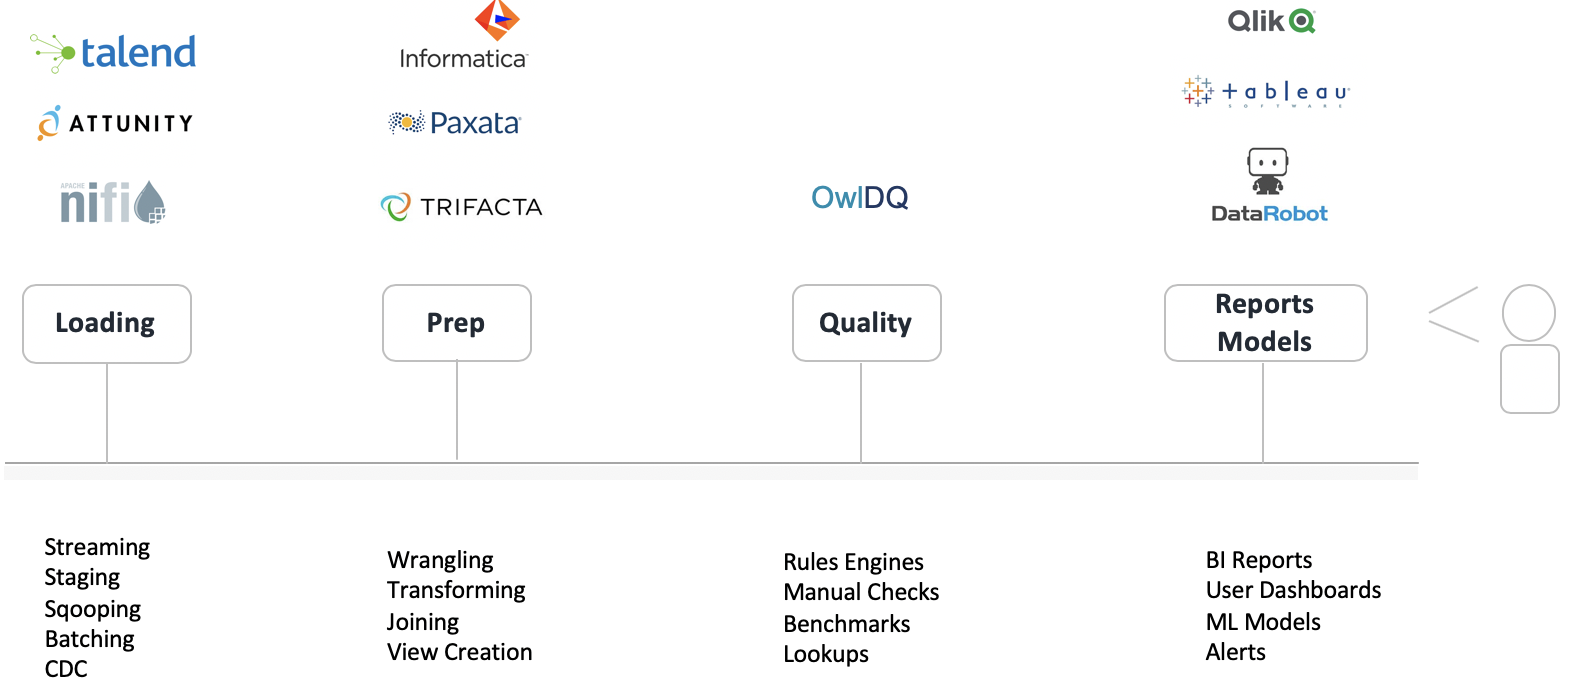 talend
ATTUNITY
APACHE
nifi
Informatica
Paxata
TRIFACTA
OwlDQ
Qlik
+ableau
SOFTWARE
DataRobot
Loading
Prep
Quality
Reports
Models
Streaming
Staging
Sqooping
Batching
CDC
Wrangling
Transforming
Joining
View Creation
Rules Engines
Manual Checks
Benchmarks
Lookups
BI Reports
User Dashboards
ML Models
Alerts